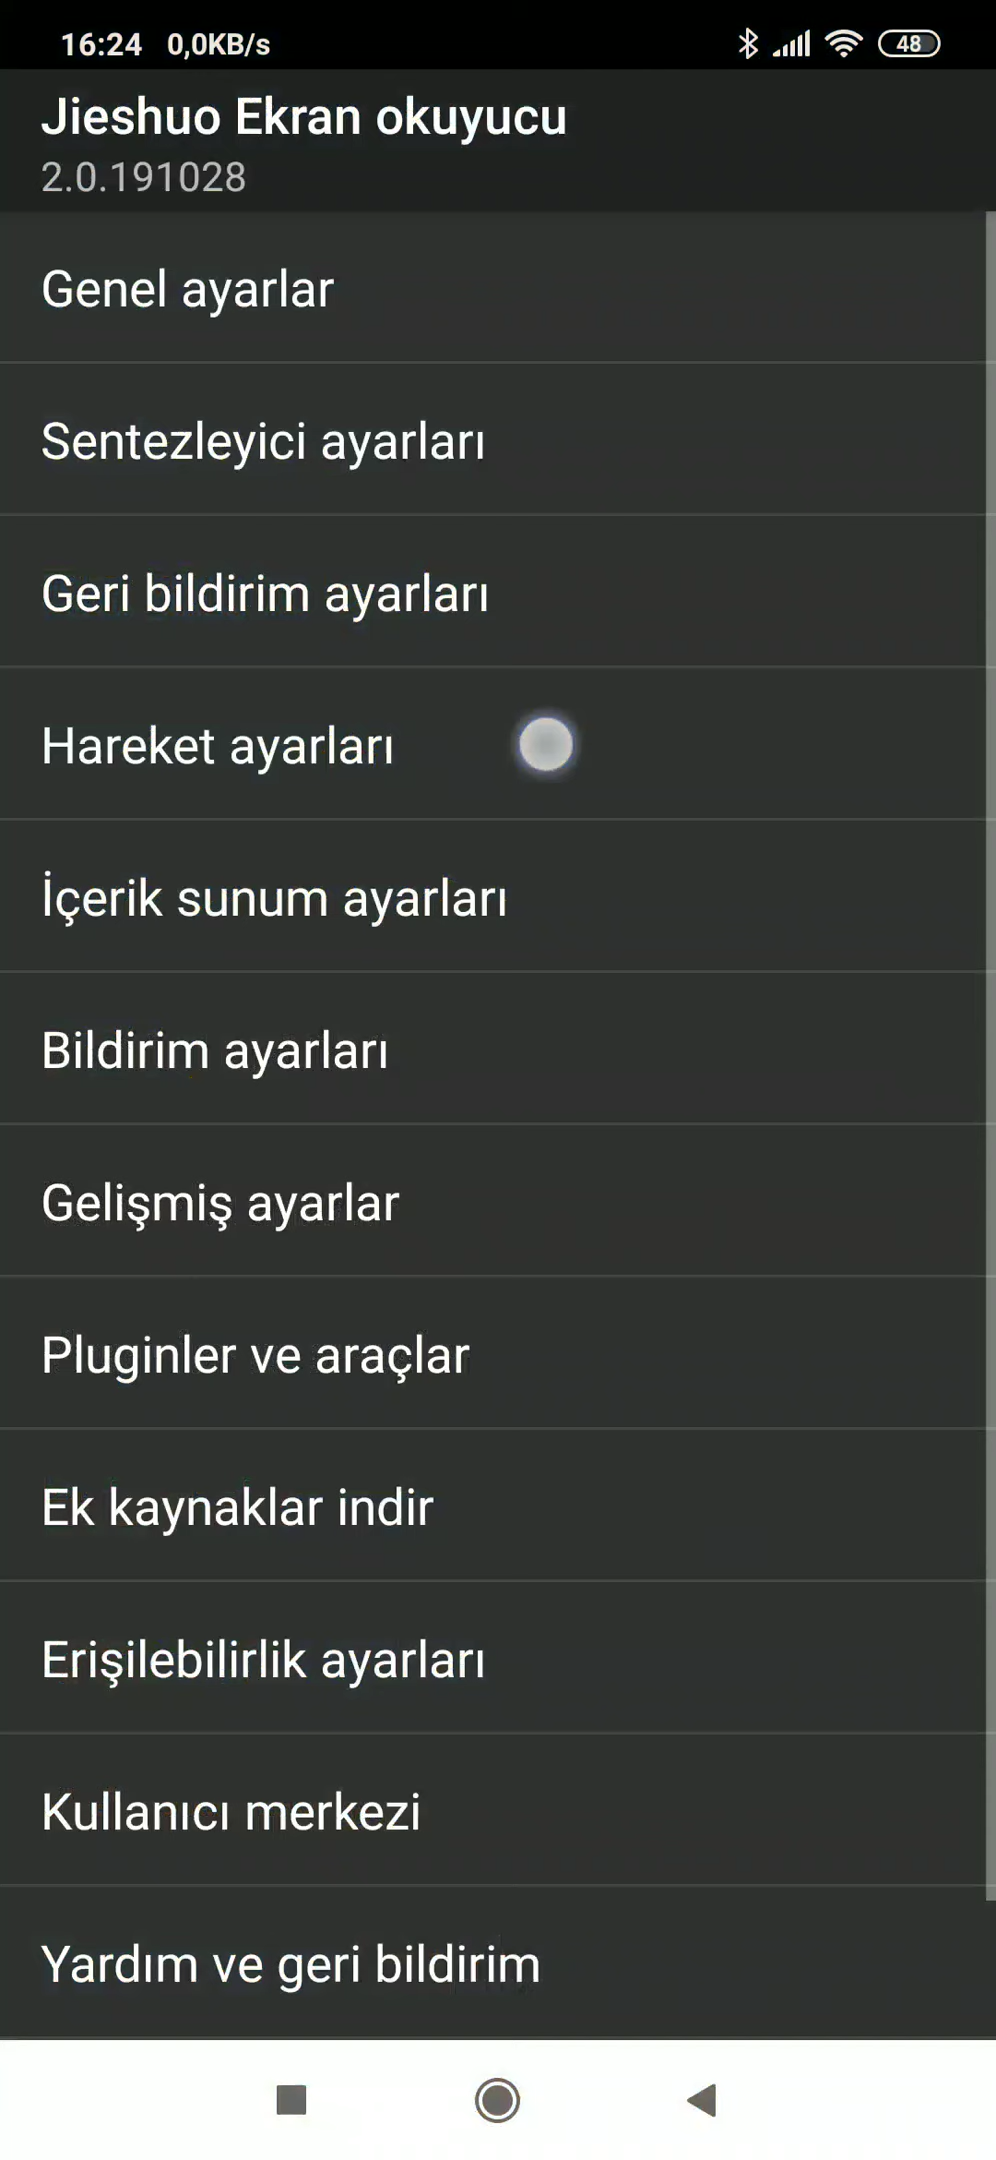 16:24 0,0KB/s 48
Jieshuo Ekran okuyucu
2.0.191028
Genel ayarlar
Sentezleyici ayarları
Geri bildirim ayarları
Hareket ayarları
İçerik sunum ayarları
Bildirim ayarları
Gelişmiş ayarlar
Pluginler ve araçlar
Ek kaynaklar indir
Erişilebilirlik ayarları
Kullanıcı merkezi
Yardım ve geri bildirim